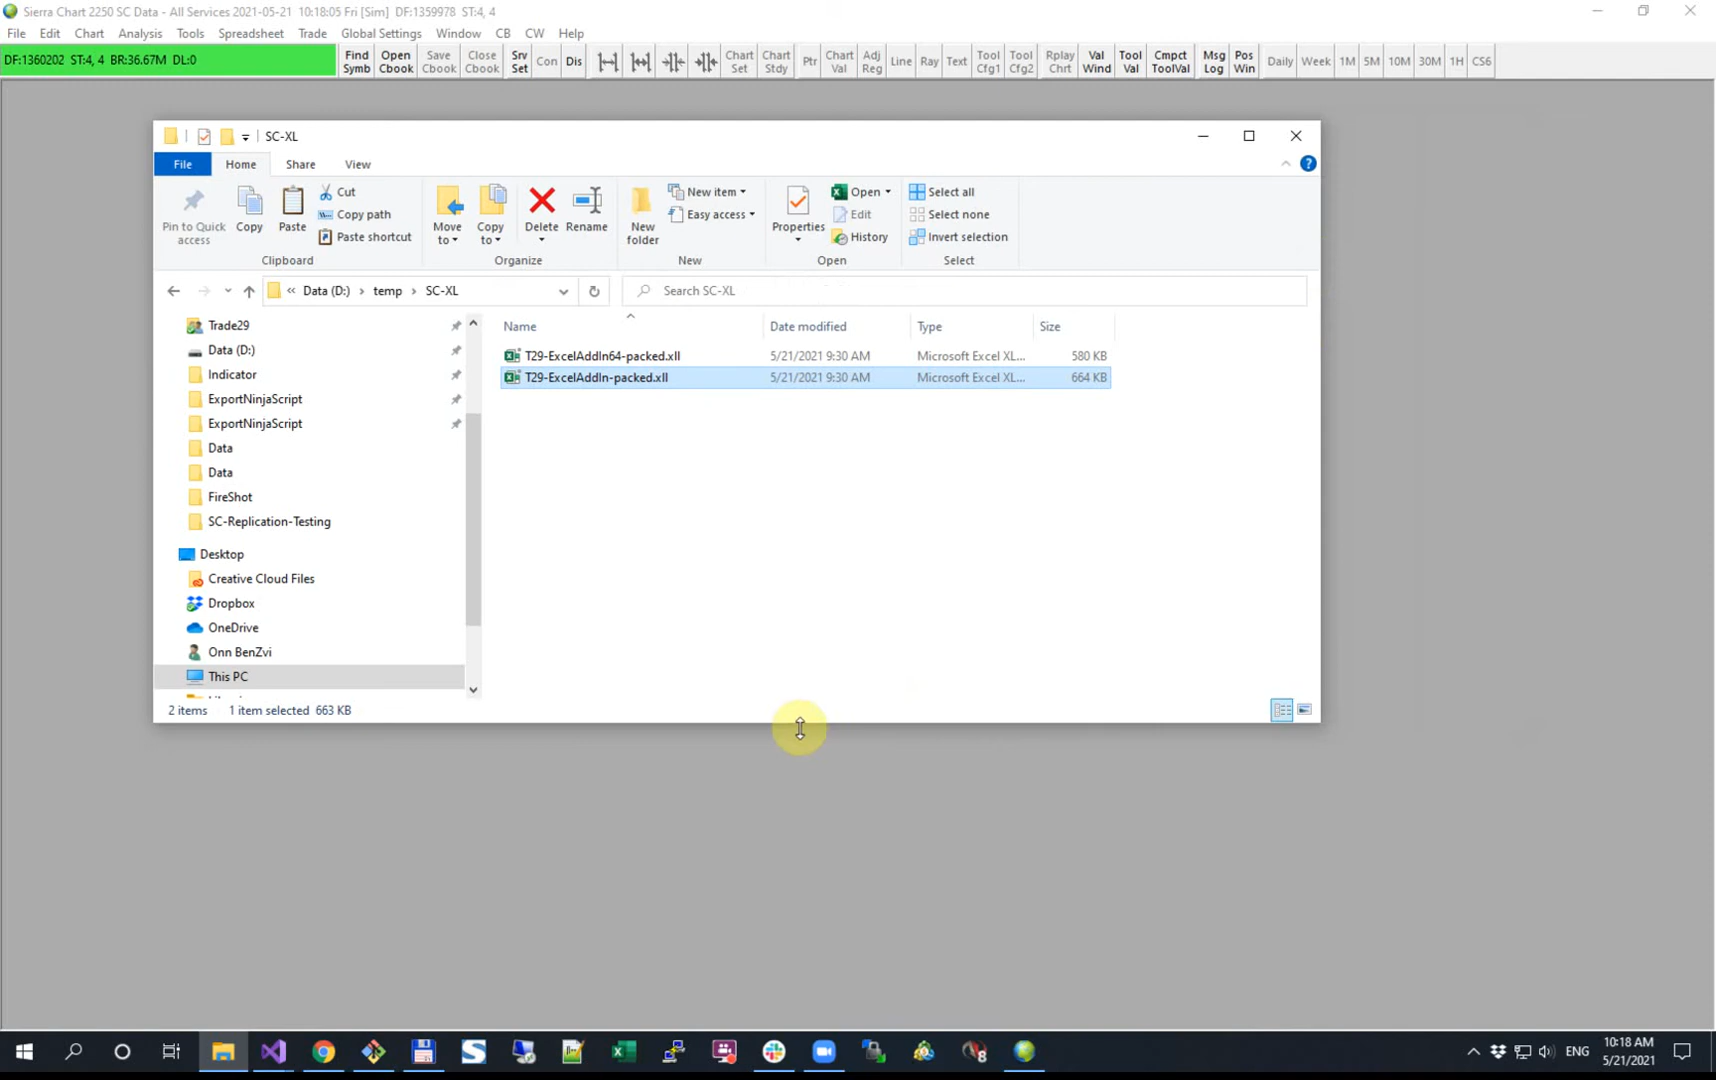 Sierra Chart 2250 SC Data - All Services 2021-05-21 10:18:05 Fri [Sim] DF:1359978 ST:4, 4
File Edit Chart Analysis Tools Spreadsheet Trade Global Settings Window CB CW Help
DF:1360202 ST:4, 4 BR:36.67M DL:0
Find Symb Open Cbook Save Cbook Close Cbook Srv Set Con Dis Chart Set Chart Stdy Ptr Chart Val Adj Reg Line Ray Text Tool Cfg1 Tool Cfg2 Rplay Chrt Val Wind Tool Val Cmpct ToolVal Msg Log Pos Win Daily Week 1M 5M 10M 30M 1H CS6
SC-XL
File Home Share View
Pin to Quick access
Copy
Paste
Cut
Copy path
Paste shortcut
Clipboard
Move to
Copy to
Delete
Rename
Organize
New folder
New item
Easy access
New
Properties
Open
Edit
History
Open
Select all
Select none
Invert selection
Select
« Data (D:) › temp › SC-XL
Search SC-XL
Name Date modified Type Size
T29-ExcelAddIn64-packed.xll 5/21/2021 9:30 AM Microsoft Excel XL... 580 KB
T29-ExcelAddIn-packed.xll 5/21/2021 9:30 AM Microsoft Excel XL... 664 KB
Trade29
Data (D:)
Indicator
ExportNinjaScript
ExportNinjaScript
Data
Data
FireShot
SC-Replication-Testing
Desktop
Creative Cloud Files
Dropbox
OneDrive
Onn BenZvi
This PC
2 items 1 item selected 663 KB
ENG
10:18 AM
5/21/2021